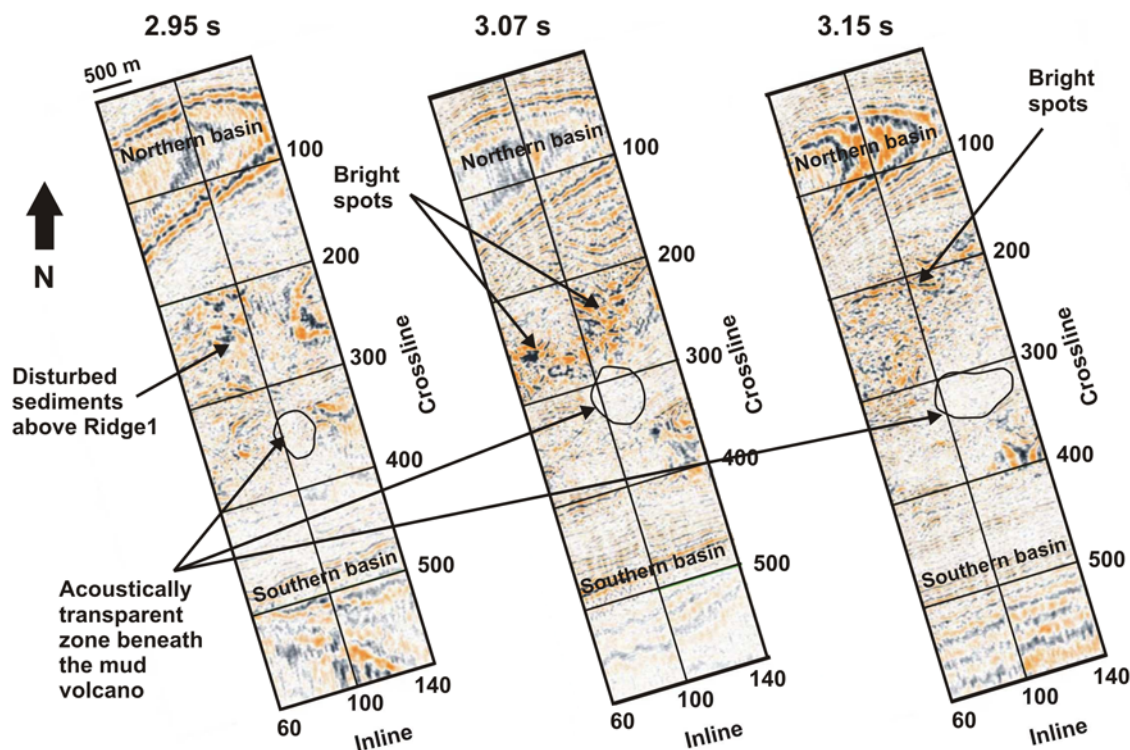 2.95 s
3.07 s
3.15 s
500 m
Bright
spots
Northern basin
Northern basin
Northern basin
100
100
100
Bright
spots
N
200
200
200
Crossline
Crossline
Crossline
300
300
300
Disturbed
sediments
above Ridge1
400
400
400
Southern basin
Southern basin
Southern basin
500
500
500
Acoustically
transparent
zone beneath
the mud
volcano
140
140
140
100
100
100
60
60
60
Inline
Inline
Inline